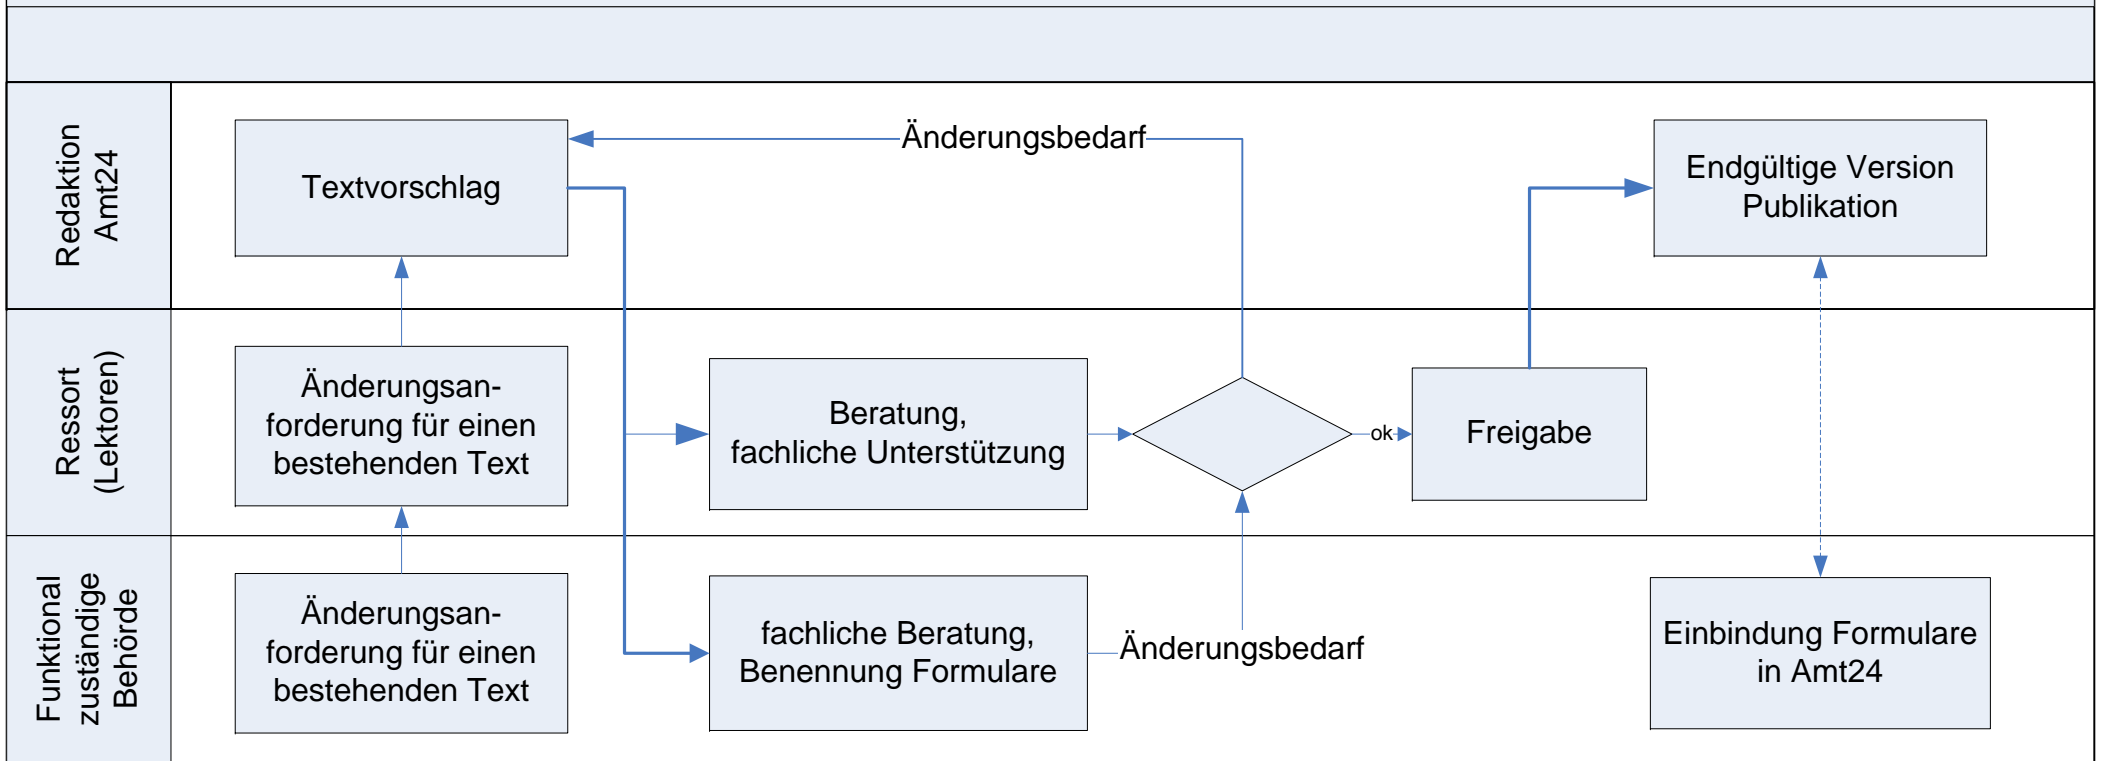 Redaktion
Amt24
Textvorschlag
Änderungsbedarf
Endgültige Version
Publikation
Ressort
(Lektoren)
Änderungsan-
forderung für einen
bestehenden Text
Beratung,
fachliche Unterstützung
ok
Freigabe
Funktional
zuständige
Behörde
Änderungsan-
forderung für einen
bestehenden Text
fachliche Beratung,
Benennung Formulare
Änderungsbedarf
Einbindung Formulare
in Amt24